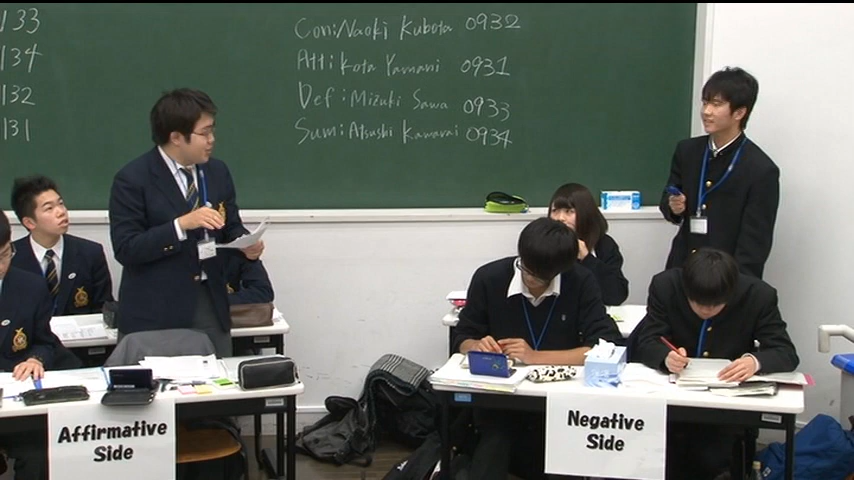 133
134
132
131
Con:Naoki Kubota 0932
Att:Kota Yamani 0931
Def:Mizuki Sawa 0933
Sum:Atsushi Kawarai 0934
Affirmative
Side
Negative
Side